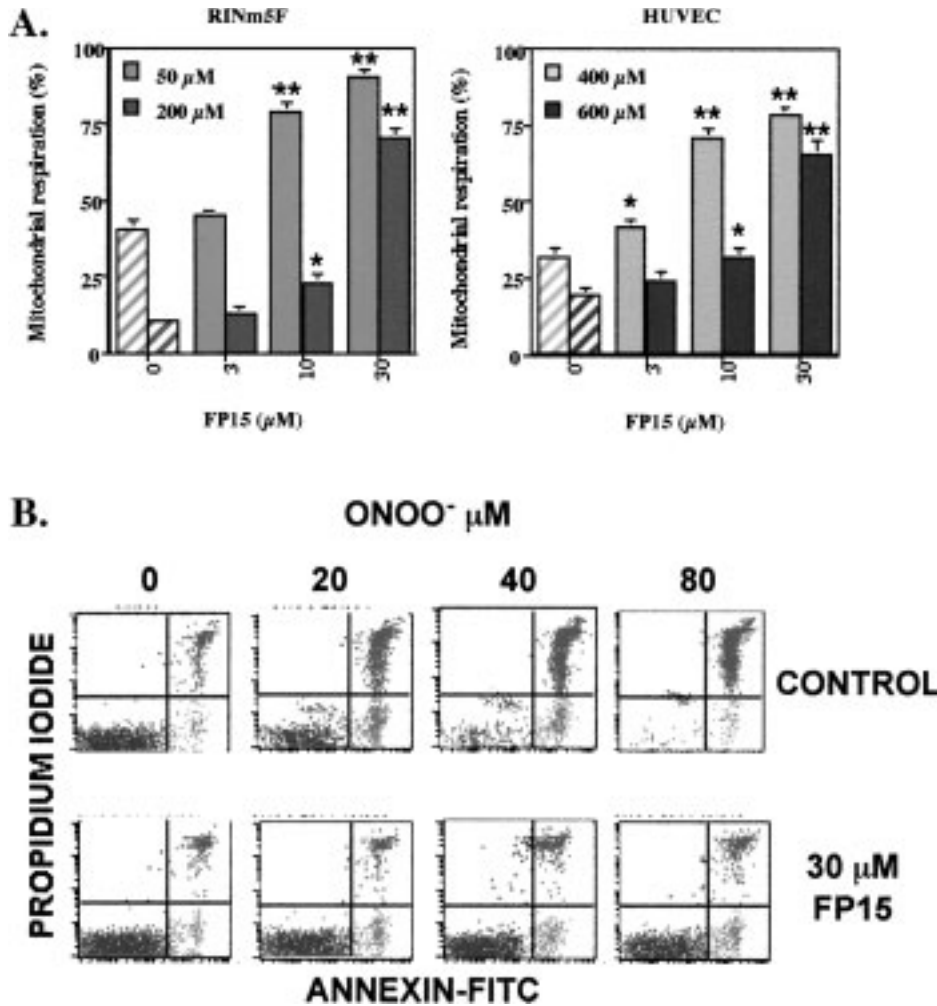 A.
RINm5F
Mitochondrial respiration (%)
100
75
50
25
0
50 µM
200 µM
**
**
**
*
0
3
10
30
FP15 (µM)
HUVEC
Mitochondrial respiration (%)
100
75
50
25
0
400 µM
600 µM
*
**
*
**
**
0
3
10
30
FP15 (µM)
B.
ONOO⁻ µM
0
20
40
80
PROPIDIUM IODIDE
CONTROL
30 µM
FP15
ANNEXIN-FITC